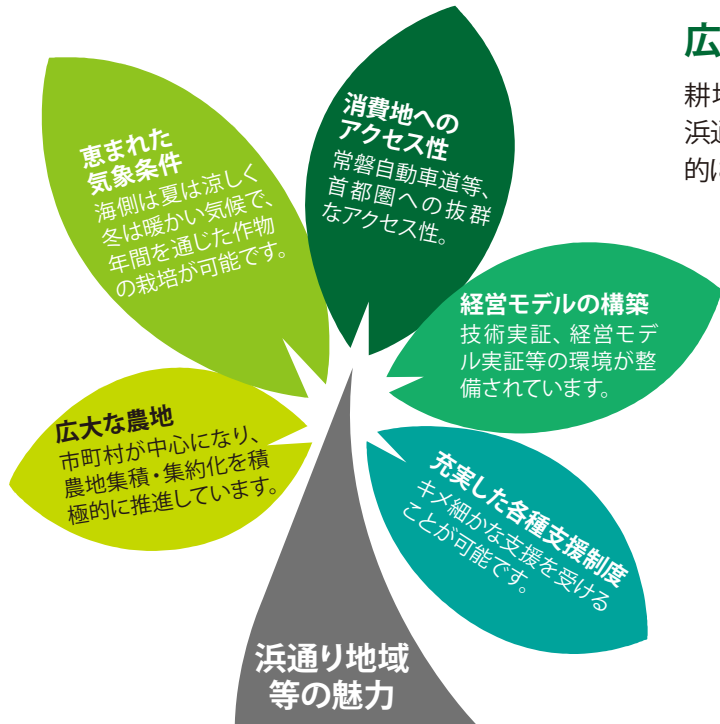 恵まれた
気象条件
海側は夏は涼しく
冬は暖かい気候で、
年間を通じた作物
の栽培が可能です。
消費地への
アクセス性
常磐自動車道等、
首都圏への抜群
なアクセス性。
経営モデルの構築
技術実証、経営モデ
ル実証等の環境が整
備されています。
広大な農地
市町村が中心になり、
農地集積・集約化を積
極的に推進しています。
充実した各種支援制度
キメ細かな支援を受ける
ことが可能です。
浜通り地域
等の魅力
広
耕
浜通
的に